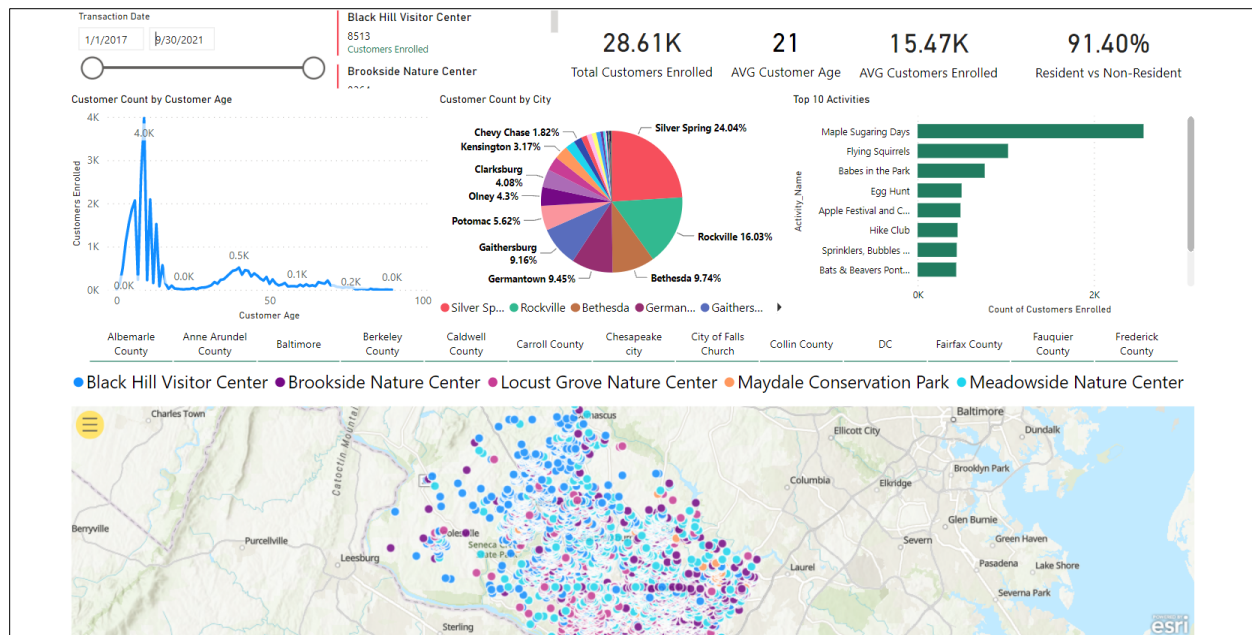 Transaction Date
1/1/2017
9/30/2021
Black Hill Visitor Center
8513
Customers Enrolled
Brookside Nature Center
28.61K
Total Customers Enrolled
21
AVG Customer Age
15.47K
AVG Customers Enrolled
91.40%
Resident vs Non-Resident
Customer Count by Customer Age
4K
3K
2K
1K
0K
Customers Enrolled
4.0K
0.0K
0.0K
0.5K
0.1K
0.2K
0.0K
0
50
100
Customer Age
Customer Count by City
Silver Spring 24.04%
Rockville 16.03%
Bethesda 9.74%
Germantown 9.45%
Gaithersburg
9.16%
Potomac 5.62%
Olney 4.3%
Clarksburg
4.08%
Kensington 3.17%
Chevy Chase 1.82%
Silver Sp...
Rockville
Bethesda
German...
Gaithers...
Top 10 Activities
Activity_Name
Maple Sugaring Days
Flying Squirrels
Babes in the Park
Egg Hunt
Apple Festival and C...
Hike Club
Sprinklers, Bubbles ...
Bats & Beavers Pont...
0K
2K
Count of Customers Enrolled
Albemarle
County
Anne Arundel
County
Baltimore
Berkeley
County
Caldwell
County
Carroll County
Chesapeake
city
City of Falls
Church
Collin County
DC
Fairfax County
Fauquier
County
Frederick
County
Black Hill Visitor Center
Brookside Nature Center
Locust Grove Nature Center
Maydale Conservation Park
Meadowside Nature Center
Charles Town
Catoctin Mountai
Baltimore
Ellicott City
Dundalk
Brooklyn Park
Columbia
Elkridge
Berryville
Glen Burnie
Purcellville
Leesburg
Seneca
State P
Severn
Green Haven
Pasadena
Lake Shore
Laurel
Severna Park
Sterling
esri